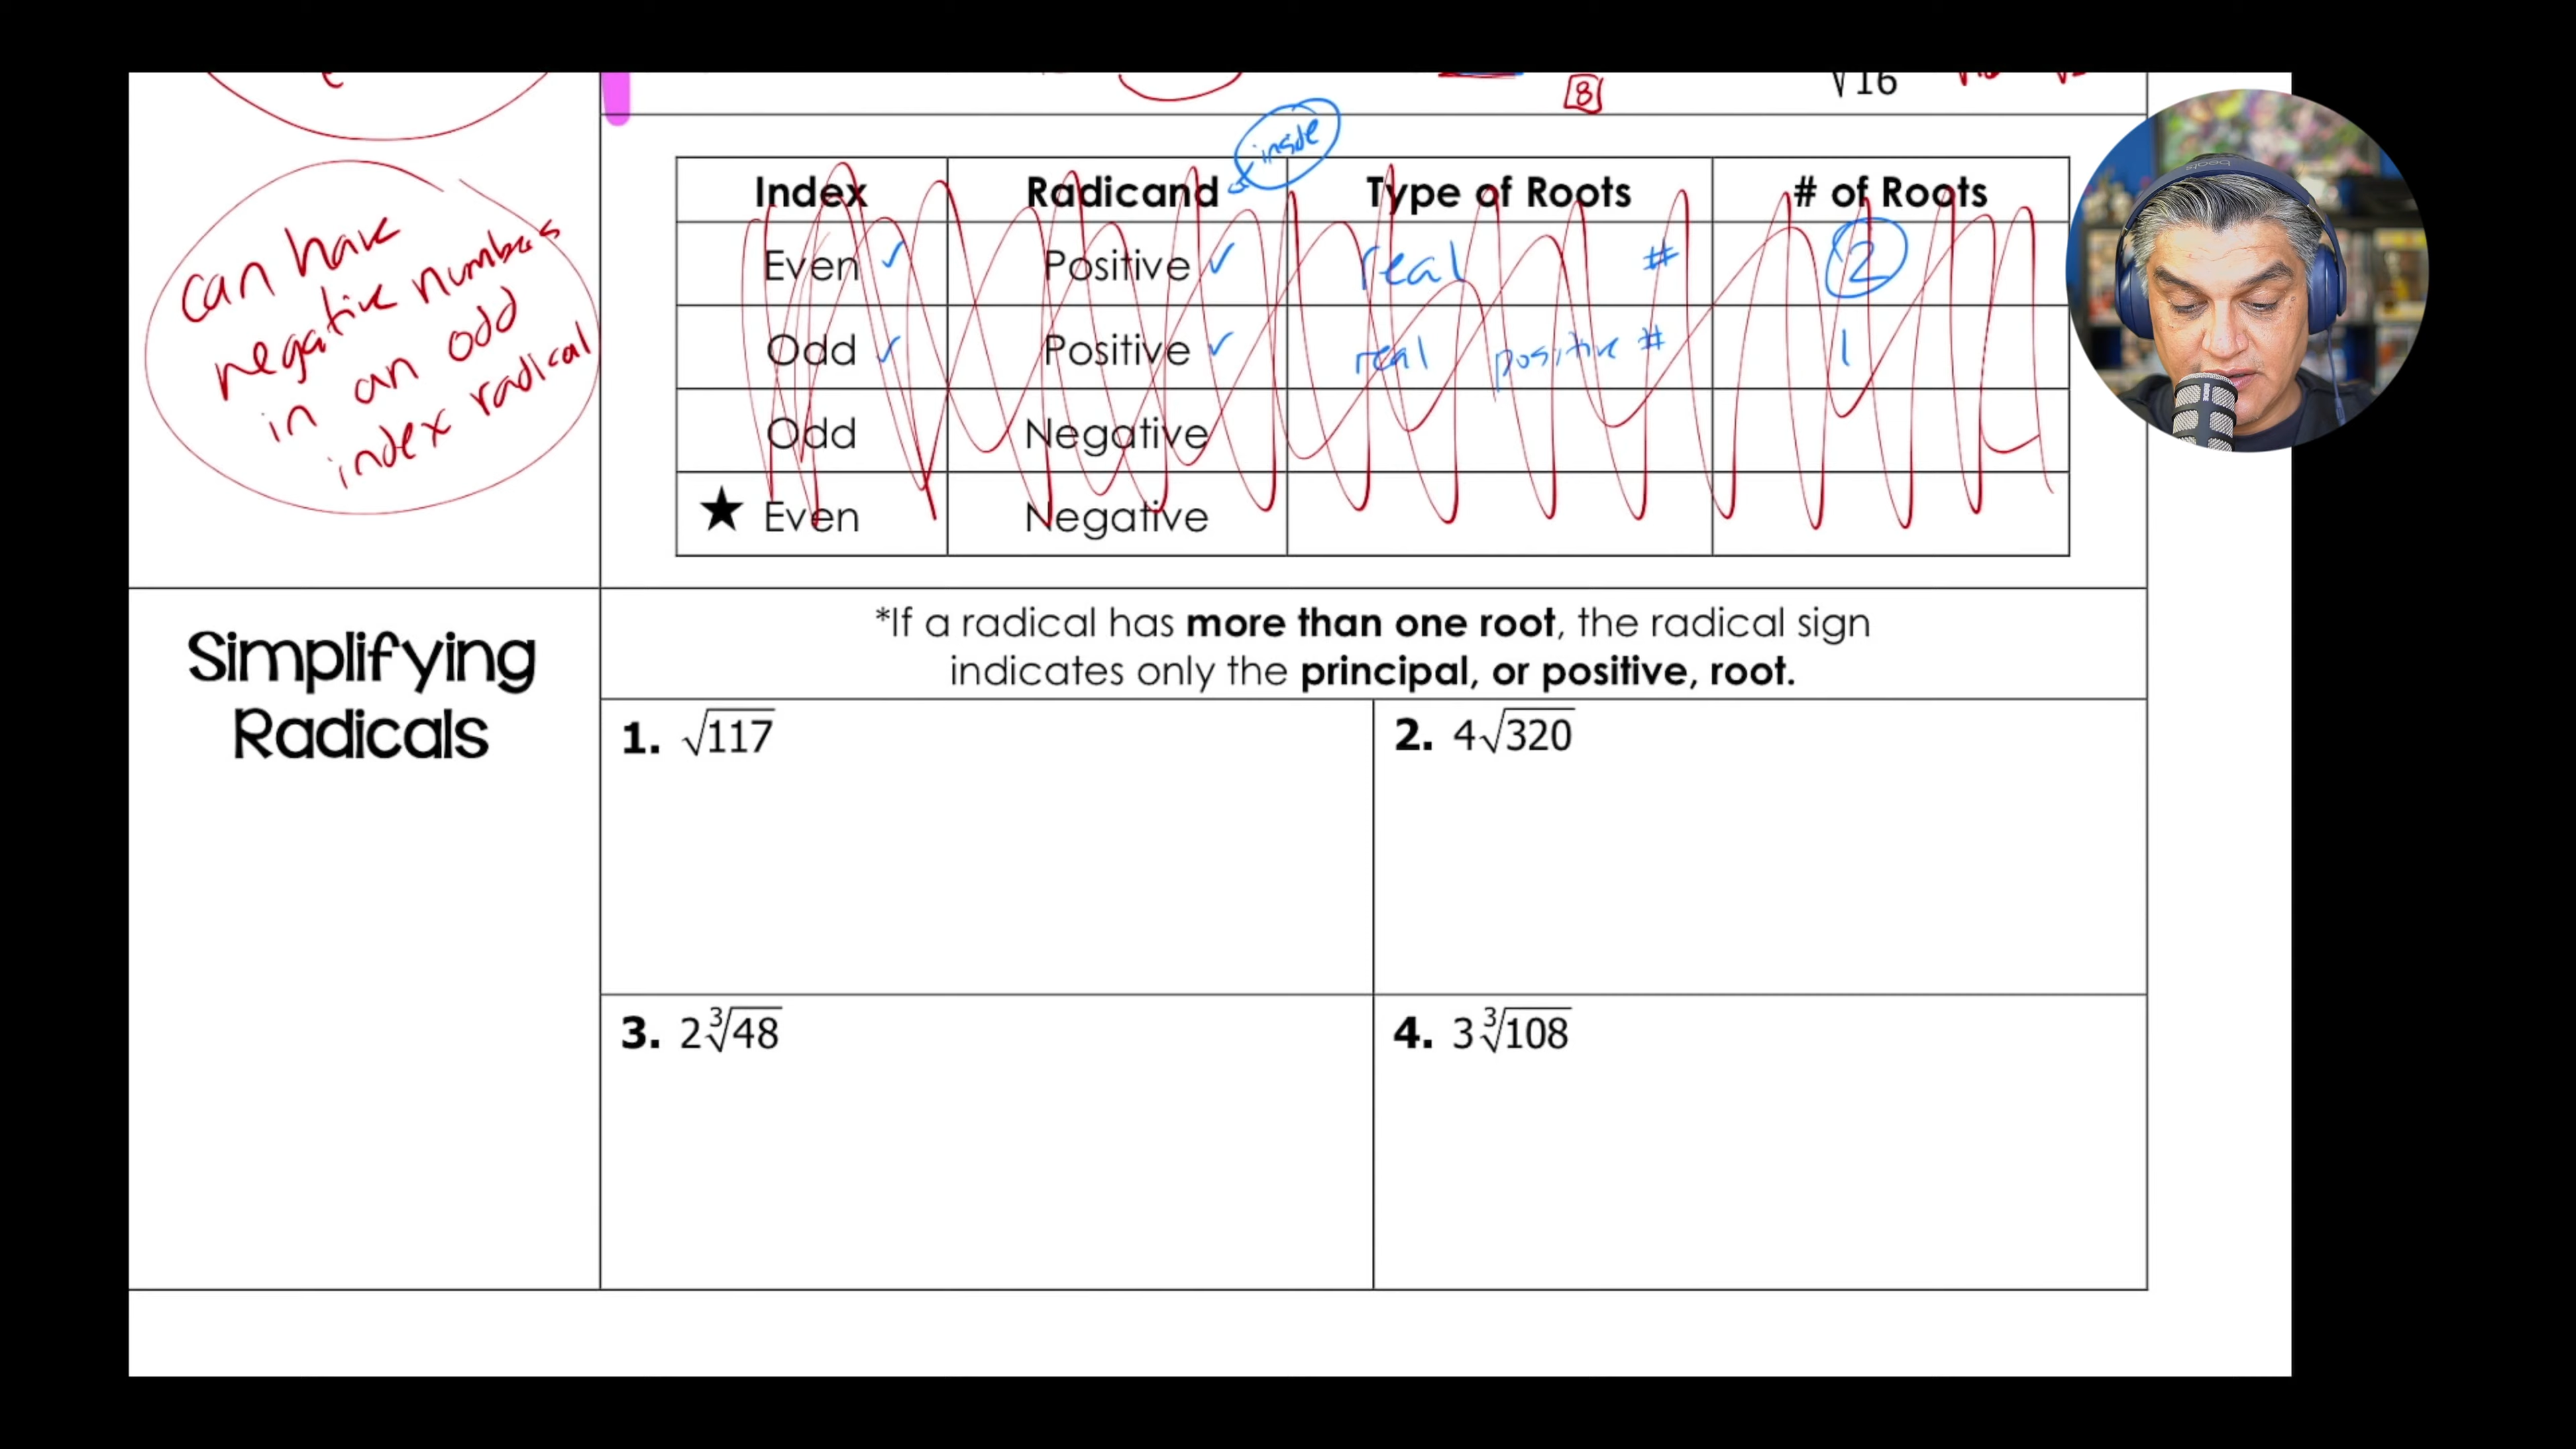 8
√16
inside
Index Radicand Type of Roots # of Roots
Even ✓ Positive ✓ real # 2
Odd ✓ Positive ✓ real positive # 1
Odd Negative
★ Even Negative
can have
negative numbers
in an odd
index radical
Simplifying
Radicals
*If a radical has more than one root, the radical sign
indicates only the principal, or positive, root.
1. √117
2. 4√320
3. 2∛48
4. 3∛108
beats